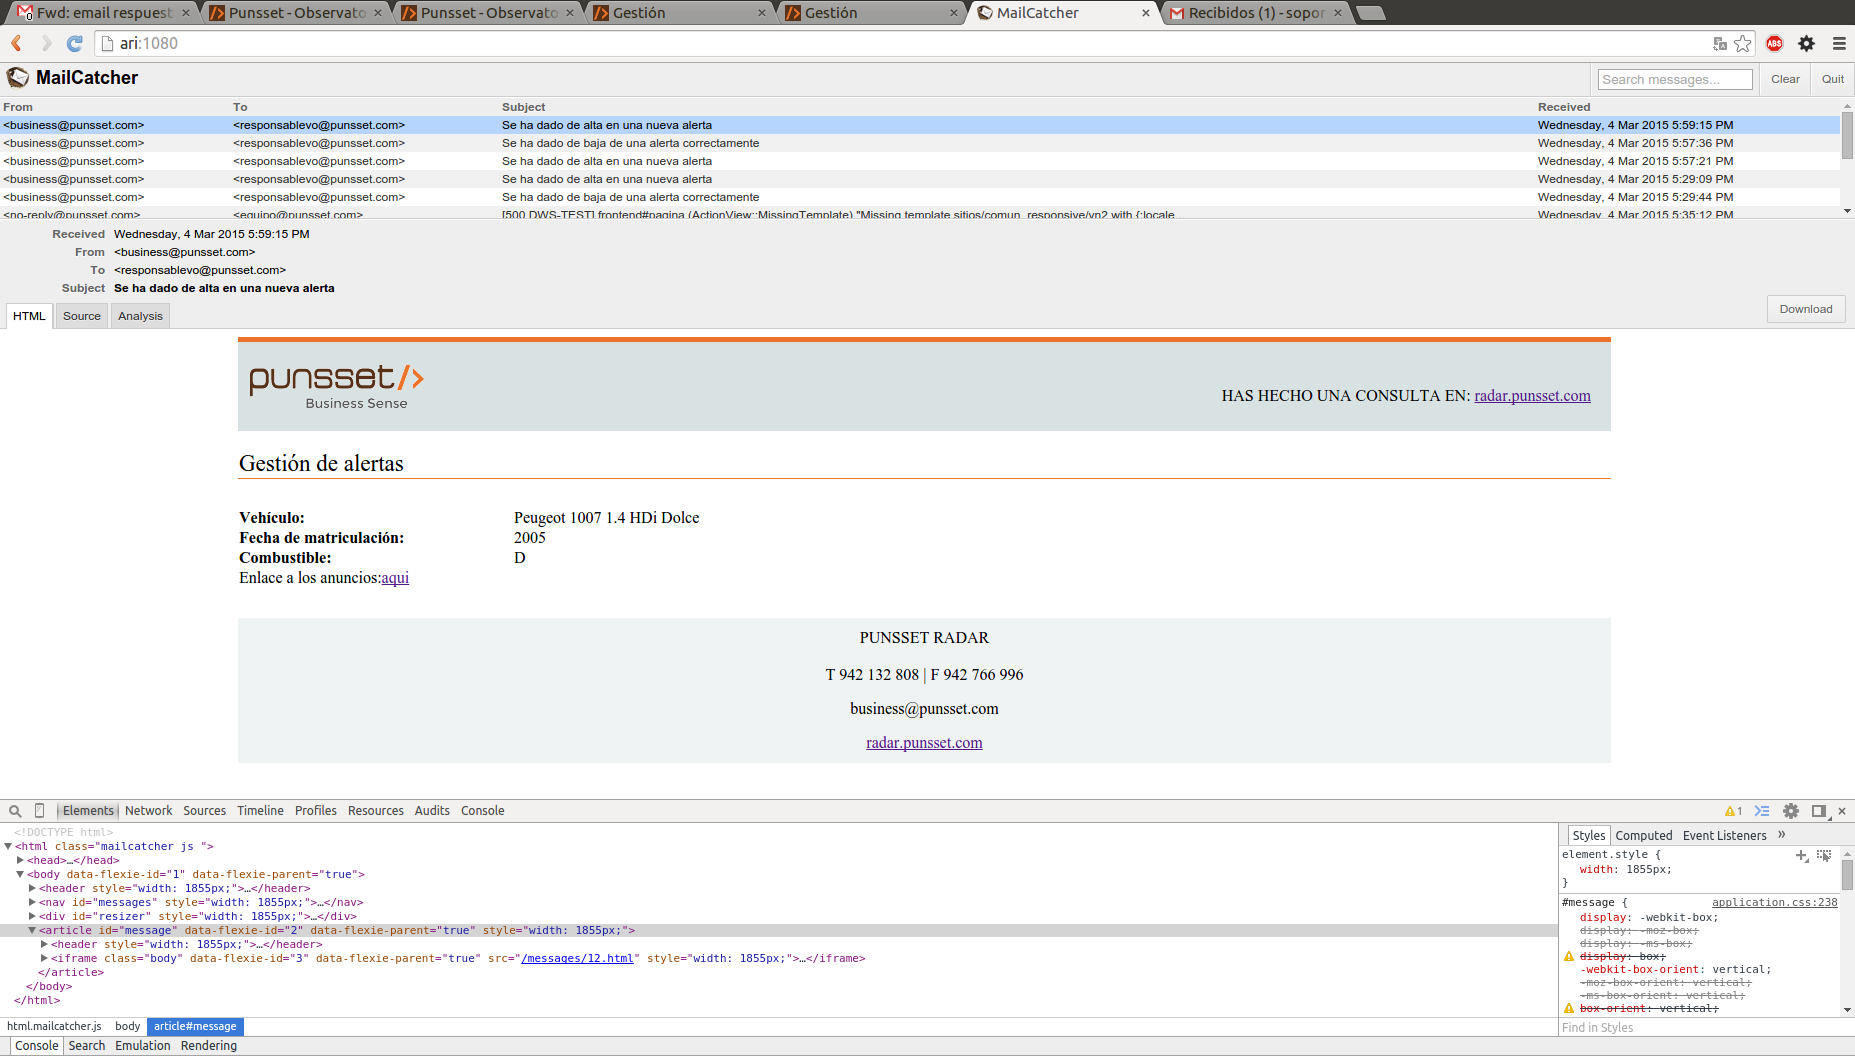 Fwd: email respuest
Punsset - Observato
Punsset - Observato
Gestión
Gestión
MailCatcher
Recibidos (1) - sopor
ari:1080
ABS
MailCatcher
Search messages...
Clear
Quit
From To Subject Received
<business@punsset.com> <responsablevo@punsset.com> Se ha dado de alta en una nueva alerta Wednesday, 4 Mar 2015 5:59:15 PM
<business@punsset.com> <responsablevo@punsset.com> Se ha dado de baja de una alerta correctamente Wednesday, 4 Mar 2015 5:57:36 PM
<business@punsset.com> <responsablevo@punsset.com> Se ha dado de alta en una nueva alerta Wednesday, 4 Mar 2015 5:57:21 PM
<business@punsset.com> <responsablevo@punsset.com> Se ha dado de alta en una nueva alerta Wednesday, 4 Mar 2015 5:29:09 PM
<business@punsset.com> <responsablevo@punsset.com> Se ha dado de baja de una alerta correctamente Wednesday, 4 Mar 2015 5:29:44 PM
<no-reply@punsset.com> <equipo@punsset.com> [500 DWS-TEST] frontend#pagina (ActionView::MissingTemplate) "Missing template sitios/comun_responsive/vn2 with {:locale... Wednesday, 4 Mar 2015 5:35:12 PM
Received Wednesday, 4 Mar 2015 5:59:15 PM
From <business@punsset.com>
To <responsablevo@punsset.com>
Subject Se ha dado de alta en una nueva alerta
HTML Source Analysis Download
punsset/>
Business Sense
HAS HECHO UNA CONSULTA EN: radar.punsset.com
Gestión de alertas
Vehículo: Peugeot 1007 1.4 HDi Dolce
Fecha de matriculación: 2005
Combustible: D
Enlace a los anuncios:aqui
PUNSSET RADAR
T 942 132 808 | F 942 766 996
business@punsset.com
radar.punsset.com
Elements Network Sources Timeline Profiles Resources Audits Console 1
<!DOCTYPE html>
<html class="mailcatcher js ">
<head>…</head>
<body data-flexie-id="1" data-flexie-parent="true">
<header style="width: 1855px;">…</header>
<nav id="messages" style="width: 1855px;">…</nav>
<div id="resizer" style="width: 1855px;">…</div>
<article id="message" data-flexie-id="2" data-flexie-parent="true" style="width: 1855px;">
<header style="width: 1855px;">…</header>
<iframe class="body" data-flexie-id="3" data-flexie-parent="true" src="/messages/12.html" style="width: 1855px;">…</iframe>
</article>
</body>
</html>
Styles Computed Event Listeners »
element.style {
width: 1855px;
}
#message { application.css:238
display: -webkit-box;
display: -moz-box;
display: -ms-box;
display: box;
-webkit-box-orient: vertical;
-moz-box-orient: vertical;
-ms-box-orient: vertical;
box-orient: vertical;
Find in Styles
html.mailcatcher.js body article#message
Console Search Emulation Rendering